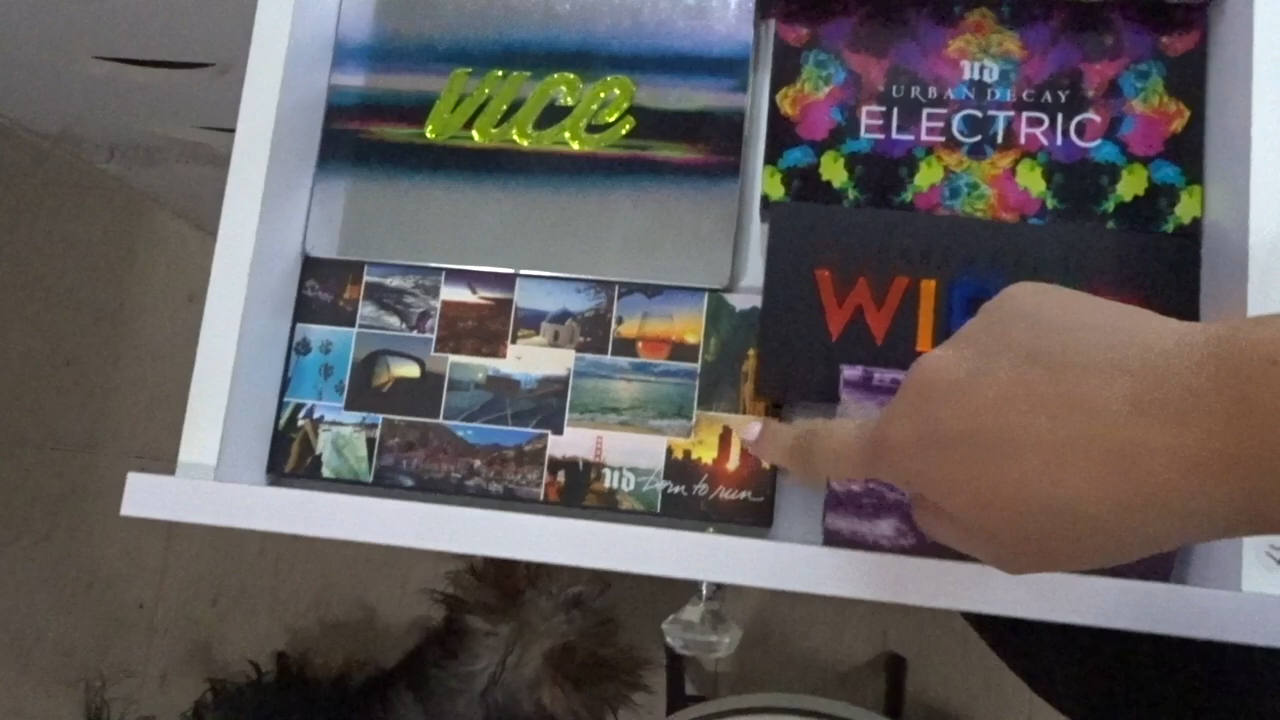 vice
UD
URBAN DECAY
ELECTRIC
WI
UD born to run